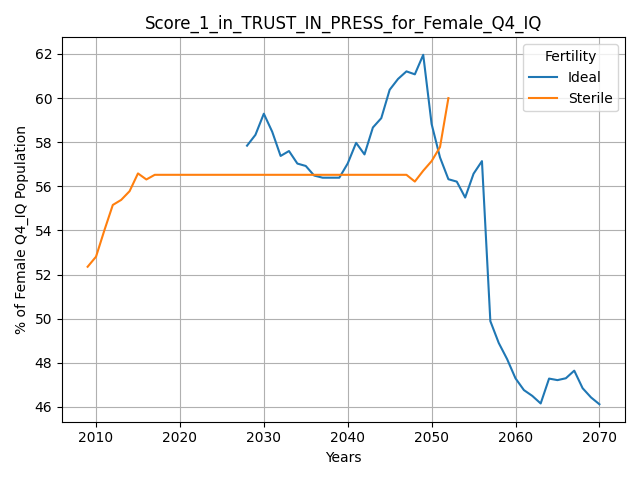 Score_1_in_TRUST_IN_PRESS_for_Female_Q4_IQ
% of Female Q4_IQ Population
62
60
58
56
54
52
50
48
46
Fertility
Ideal
Sterile
2010 2020 2030 2040 2050 2060 2070
Years